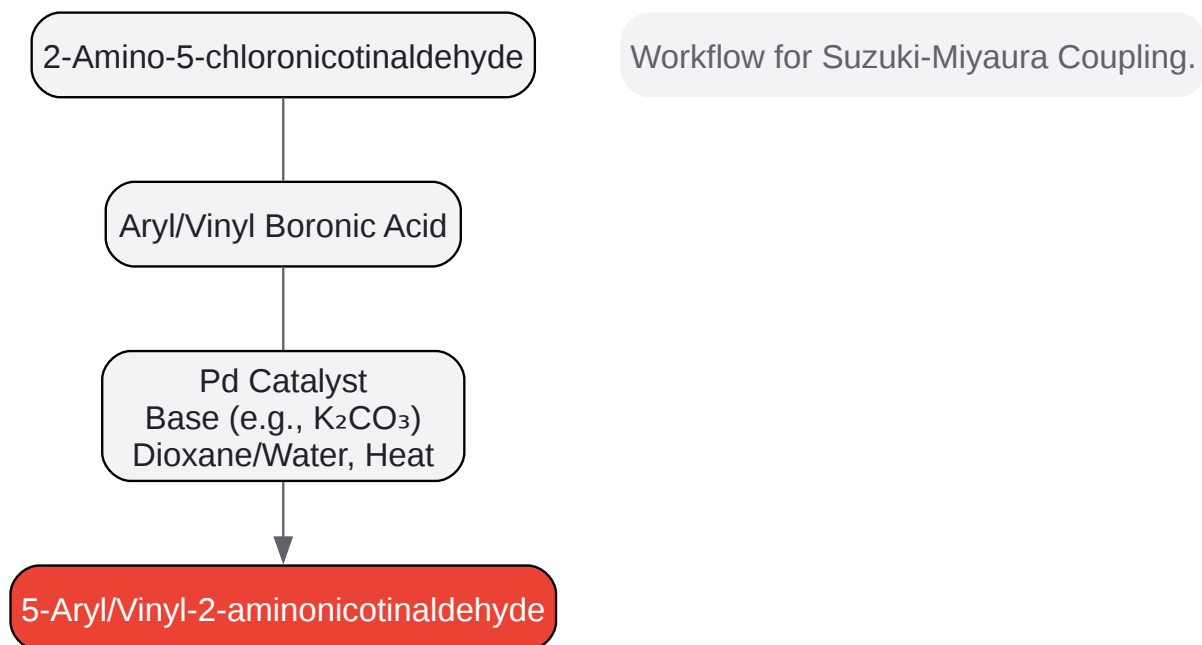 2-Amino-5-chloronicotinaldehyde
Workflow for Suzuki-Miyaura Coupling.
Aryl/Vinyl Boronic Acid
Pd Catalyst
Base (e.g., K₂CO₃)
Dioxane/Water, Heat
5-Aryl/Vinyl-2-aminonicotinaldehyde